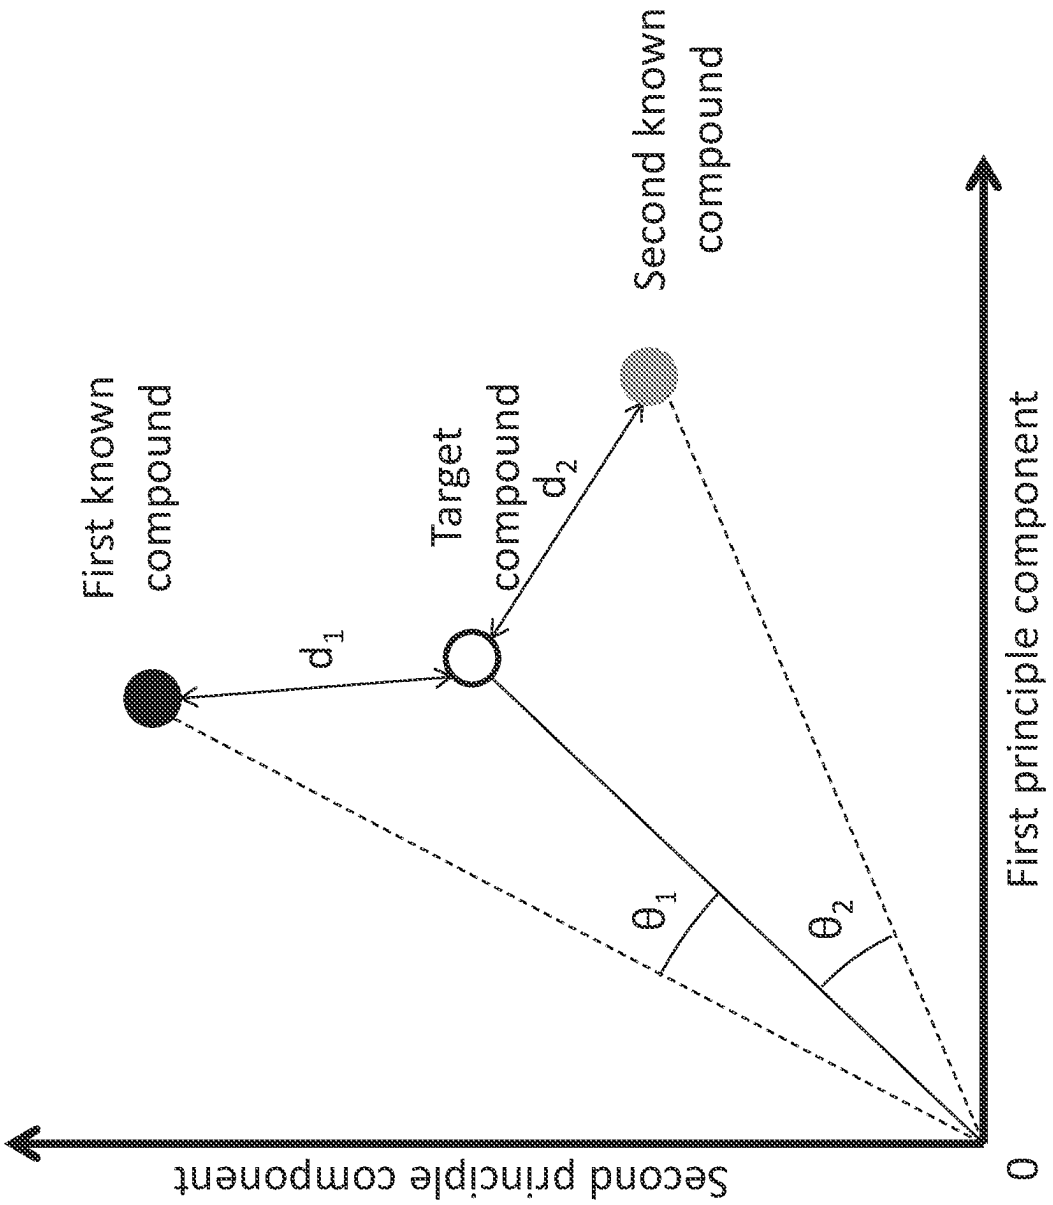 Second principle component
First known
compound
d1
Target
compound
d2
Second known
compound
θ1
θ2
0
First principle component